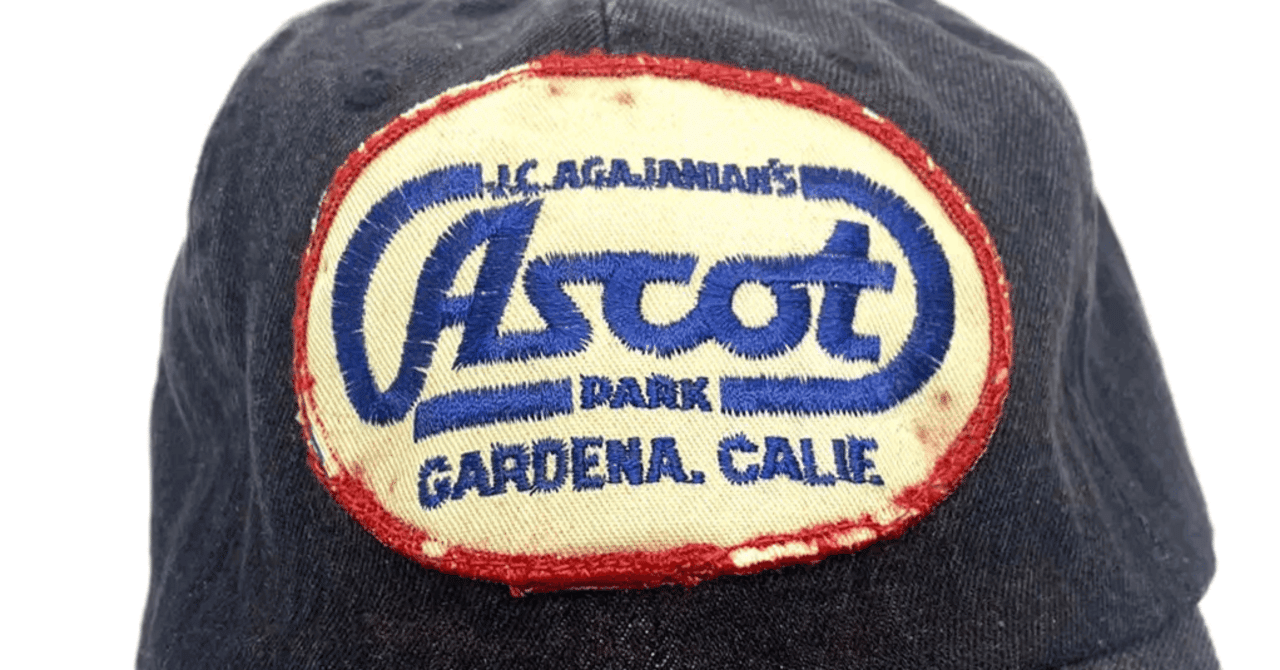 J.C. AGAJANIAN'S
Ascot
PARK
GARDENA, CALIF.